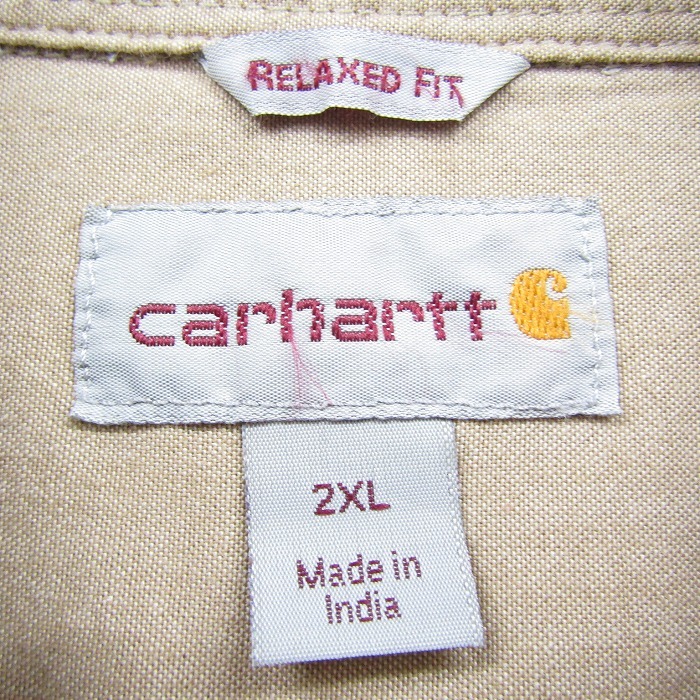 RELAXED FIT
carhartt
2XL
Made in
India